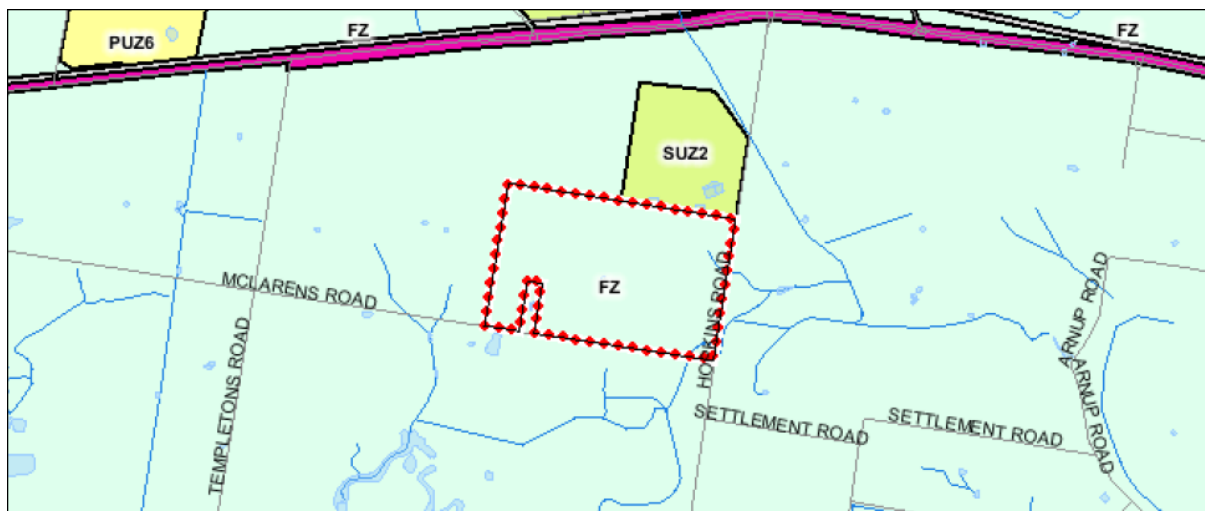 FZ
FZ
PUZ6
SUZ2
MCLARENS ROAD
FZ
HOPKINS ROAD
TEMPLETONS ROAD
ARNUP ROAD
ARNUP ROAD
SETTLEMENT ROAD
SETTLEMENT ROAD